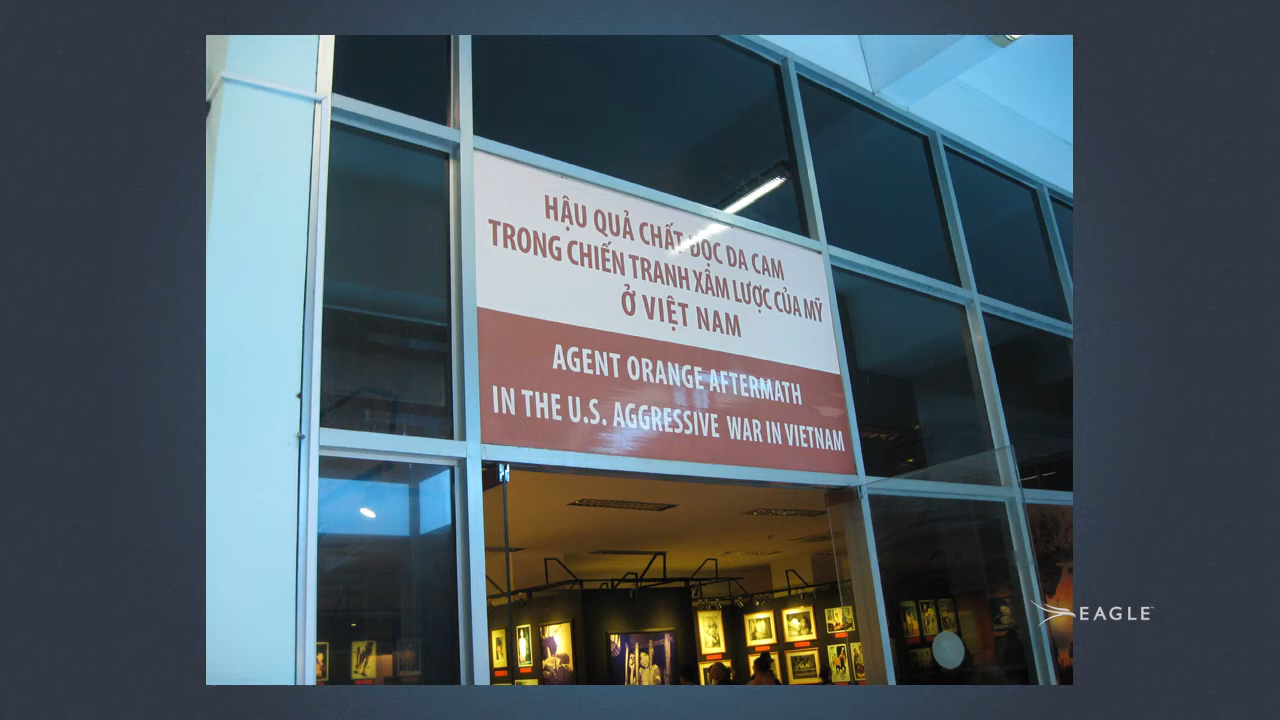 HẬU QUẢ CHẤT ĐỘC DA CAM
TRONG CHIẾN TRANH XÂM LƯỢC CỦA MỸ
Ở VIỆT NAM
AGENT ORANGE AFTERMATH
IN THE U.S. AGGRESSIVE WAR IN VIETNAM
EAGLE